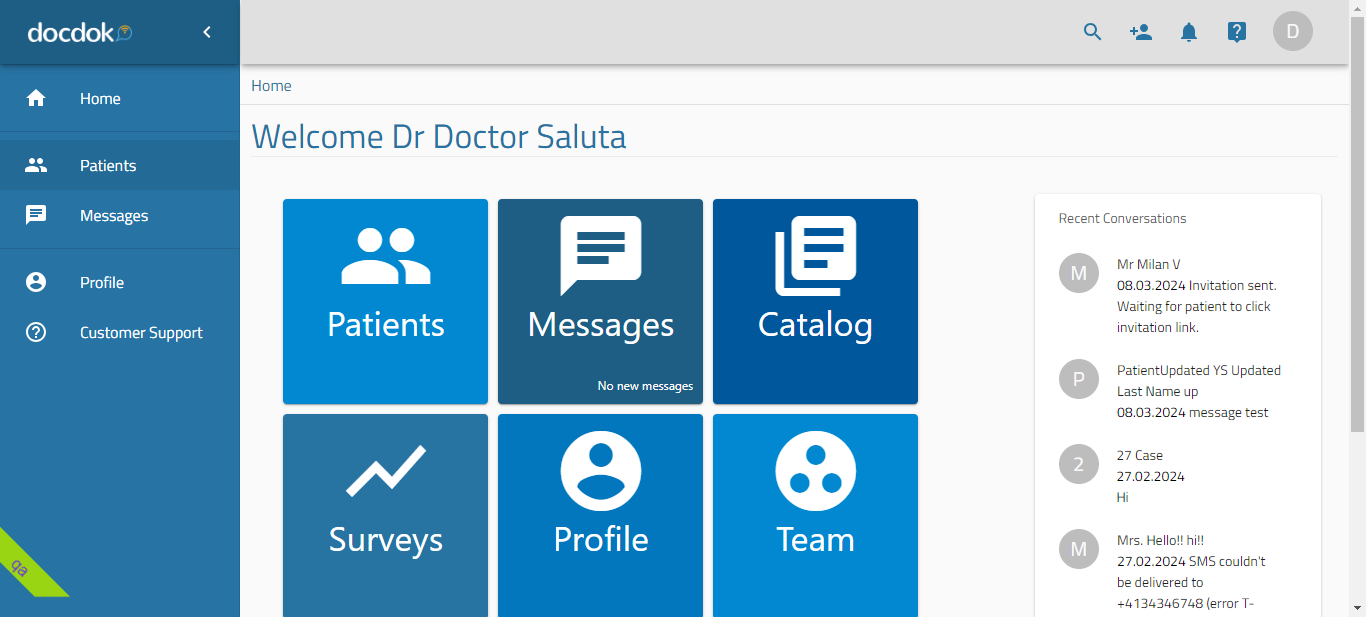 docdok
D
Home
Patients
Messages
Profile
Customer Support
qa
Home
Welcome Dr Doctor Saluta
Patients
Messages
No new messages
Catalog
Surveys
Profile
Team
Recent Conversations
M
Mr Milan V
08.03.2024 Invitation sent.
Waiting for patient to click
invitation link.
P
PatientUpdated YS Updated
Last Name up
08.03.2024 message test
2
27 Case
27.02.2024
Hi
M
Mrs. Hello!! hi!!
27.02.2024 SMS couldn't
be delivered to
+4134346748 (error T-